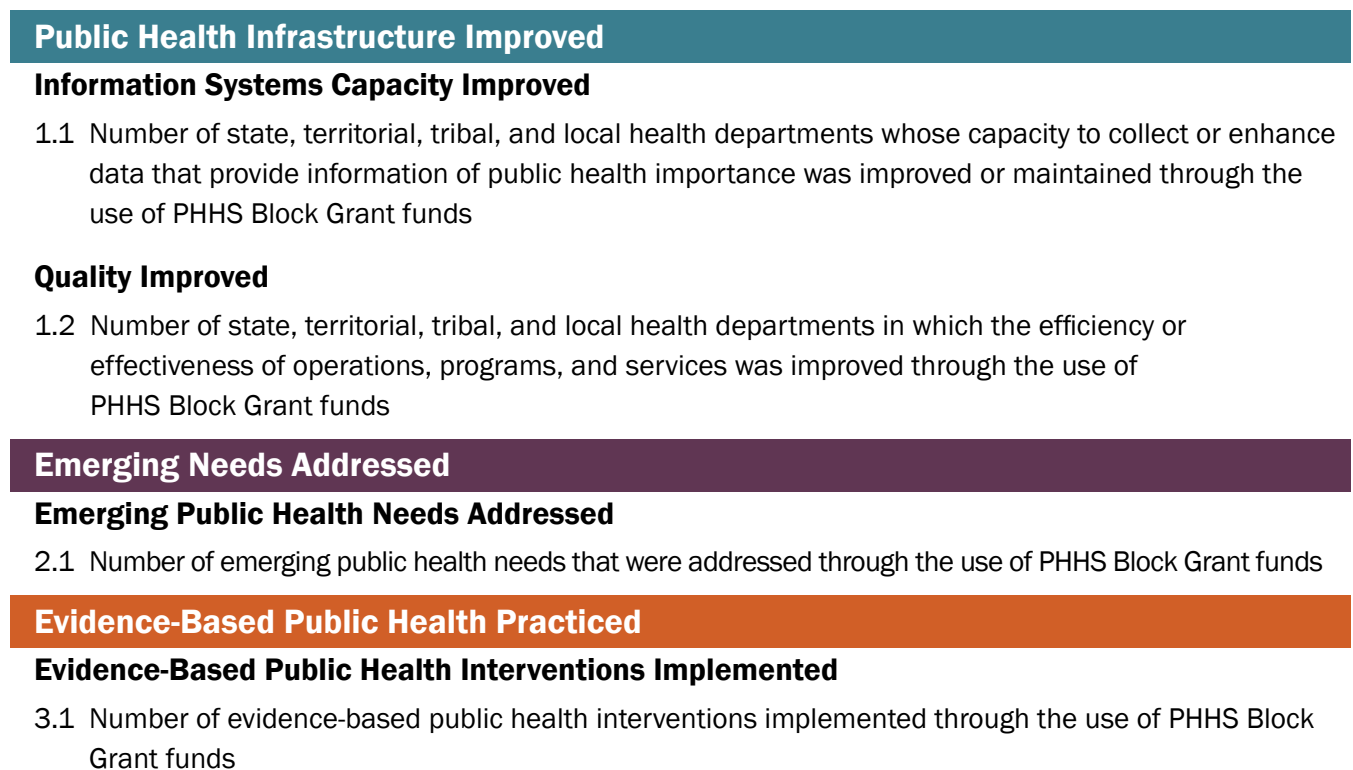 Public Health Infrastructure Improved
Information Systems Capacity Improved
1.1 Number of state, territorial, tribal, and local health departments whose capacity to collect or enhance
data that provide information of public health importance was improved or maintained through the
use of PHHS Block Grant funds
Quality Improved
1.2 Number of state, territorial, tribal, and local health departments in which the efficiency or
effectiveness of operations, programs, and services was improved through the use of
PHHS Block Grant funds
Emerging Needs Addressed
Emerging Public Health Needs Addressed
2.1 Number of emerging public health needs that were addressed through the use of PHHS Block Grant funds
Evidence-Based Public Health Practiced
Evidence-Based Public Health Interventions Implemented
3.1 Number of evidence-based public health interventions implemented through the use of PHHS Block
Grant funds